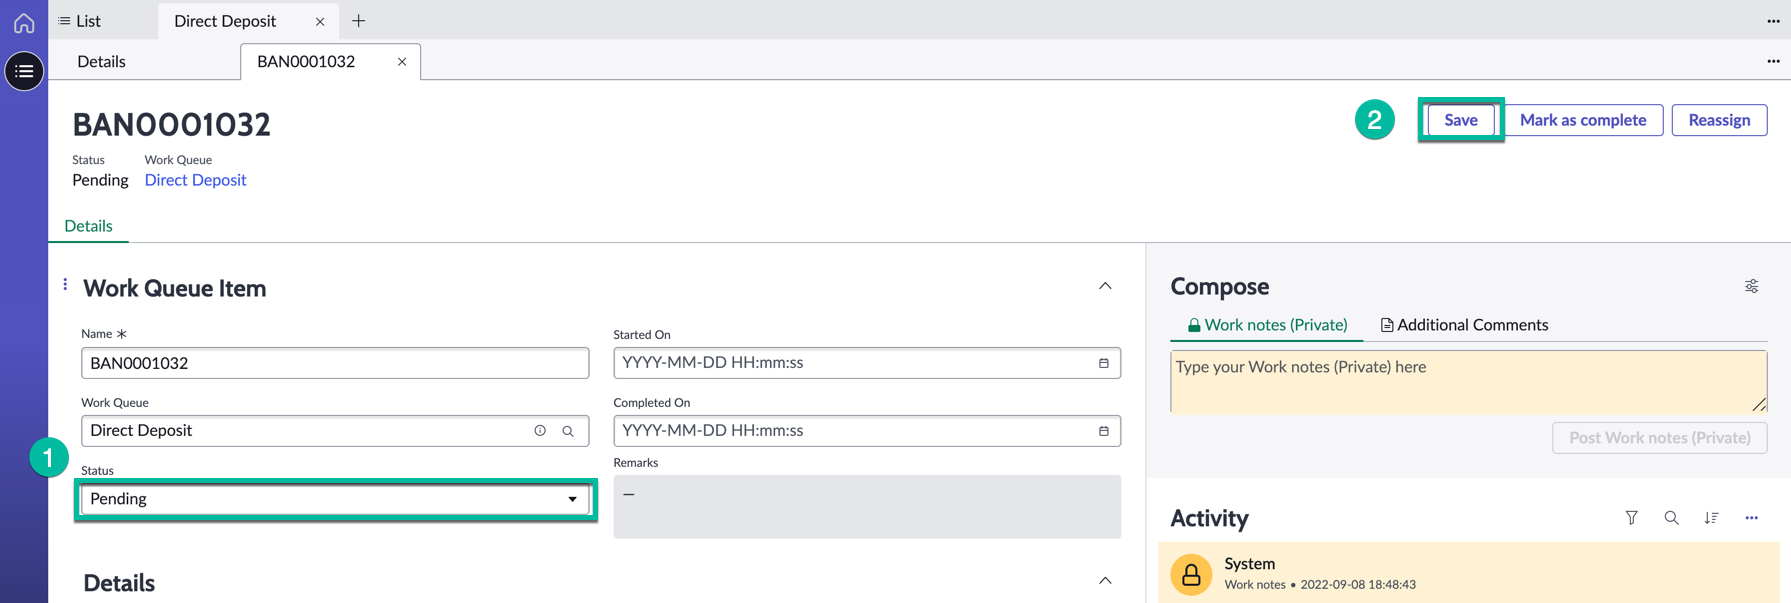 List
Direct Deposit
Details
BAN0001032
BAN0001032
2
Save
Mark as complete
Reassign
Status
Work Queue
Pending
Direct Deposit
Details
Work Queue Item
Name *
BAN0001032
Started On
YYYY-MM-DD HH:mm:ss
Work Queue
Direct Deposit
Completed On
YYYY-MM-DD HH:mm:ss
1
Status
Pending
Remarks
—
Details
Compose
Work notes (Private)
Additional Comments
Type your Work notes (Private) here
Post Work notes (Private)
Activity
System
Work notes • 2022-09-08 18:48:43